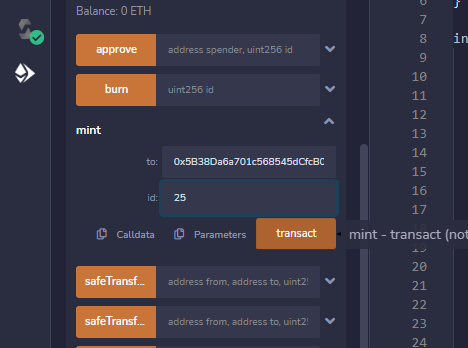 Balance: 0 ETH
approve address spender, uint256 id
burn uint256 id
mint
to: 0x5B38Da6a701c568545dCfcB0
id: 25
Calldata Parameters transact mint - transact (not
safeTransf... address from, address to, uint2
safeTransf... address from, address to, uint2
6 }
7
8 in
9
10
11
12
13
14
15
16
17
19
20
21
22
23
24